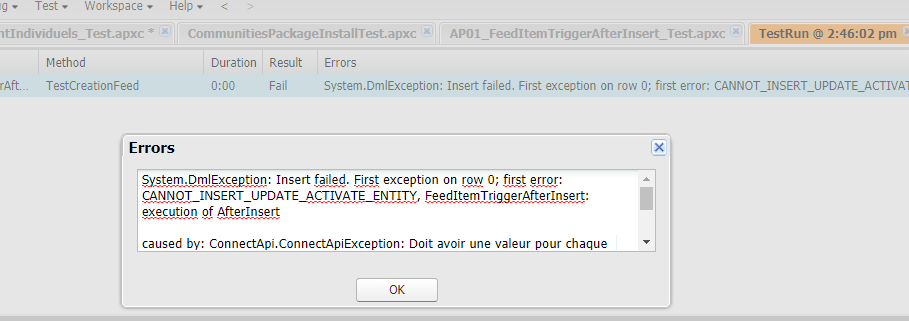 Test Workspace Help < >
ntIndividuels_Test.apxc * CommunitiesPackageInstallTest.apxc AP01_FeedItemTriggerAfterInsert_Test.apxc TestRun @ 2:46:02 pm
Method Duration Result Errors
erAft... TestCreationFeed 0:00 Fail System.DmlException: Insert failed. First exception on row 0; first error: CANNOT_INSERT_UPDATE_ACTIVAT
Errors
System.DmlException: Insert failed. First exception on row 0; first error:
CANNOT_INSERT_UPDATE_ACTIVATE_ENTITY, FeedItemTriggerAfterInsert:
execution of AfterInsert
caused by: ConnectApi.ConnectApiException: Doit avoir une valeur pour chaque
OK